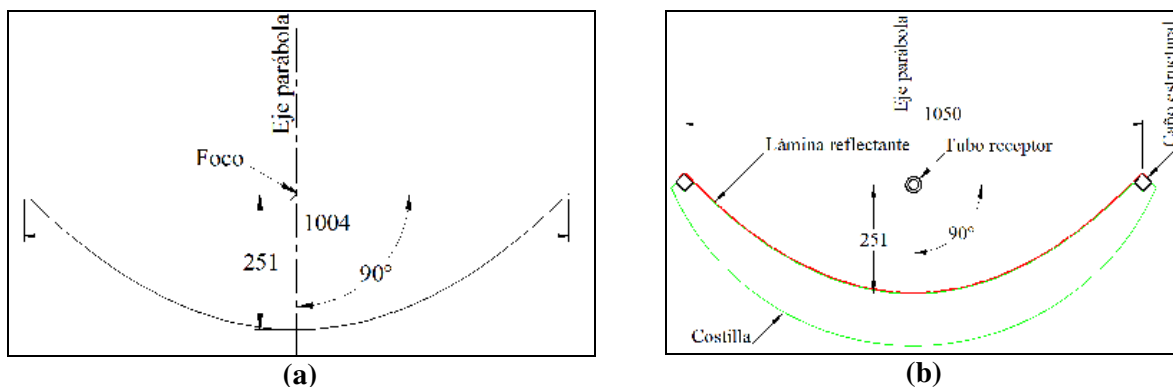 Eje parábola
Foco
1004
251
90°
(a)
Eje parábola
1050
Caño estructural
Lámina reflectante
Tubo receptor
251
90°
Costilla
(b)